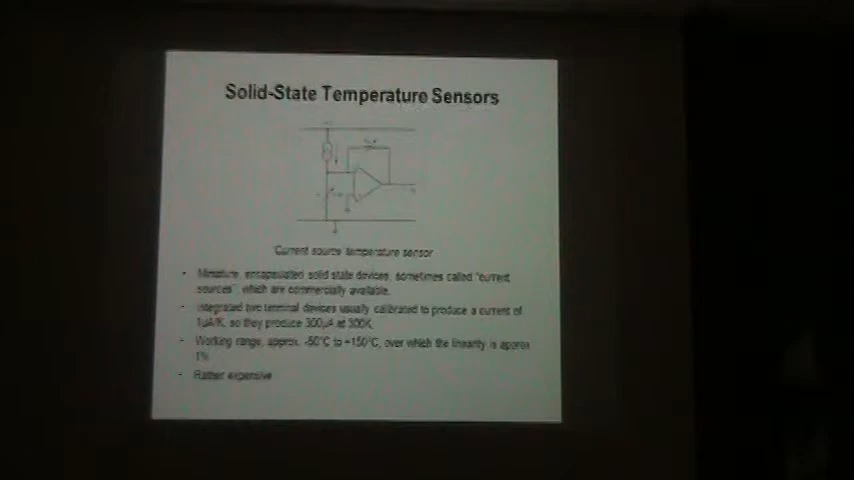 Solid-State Temperature Sensors
Current source temperature sensor
- Miniature, encapsulated solid state devices, sometimes called "current
sources" which are commercially available.
- Integrated two terminal devices usually calibrated to produce a current of
1µA/K, so they produce 300µA at 300K.
- Working range, approx. -50°C to +150°C, over which the linearity is approx
1%
- Rather expensive